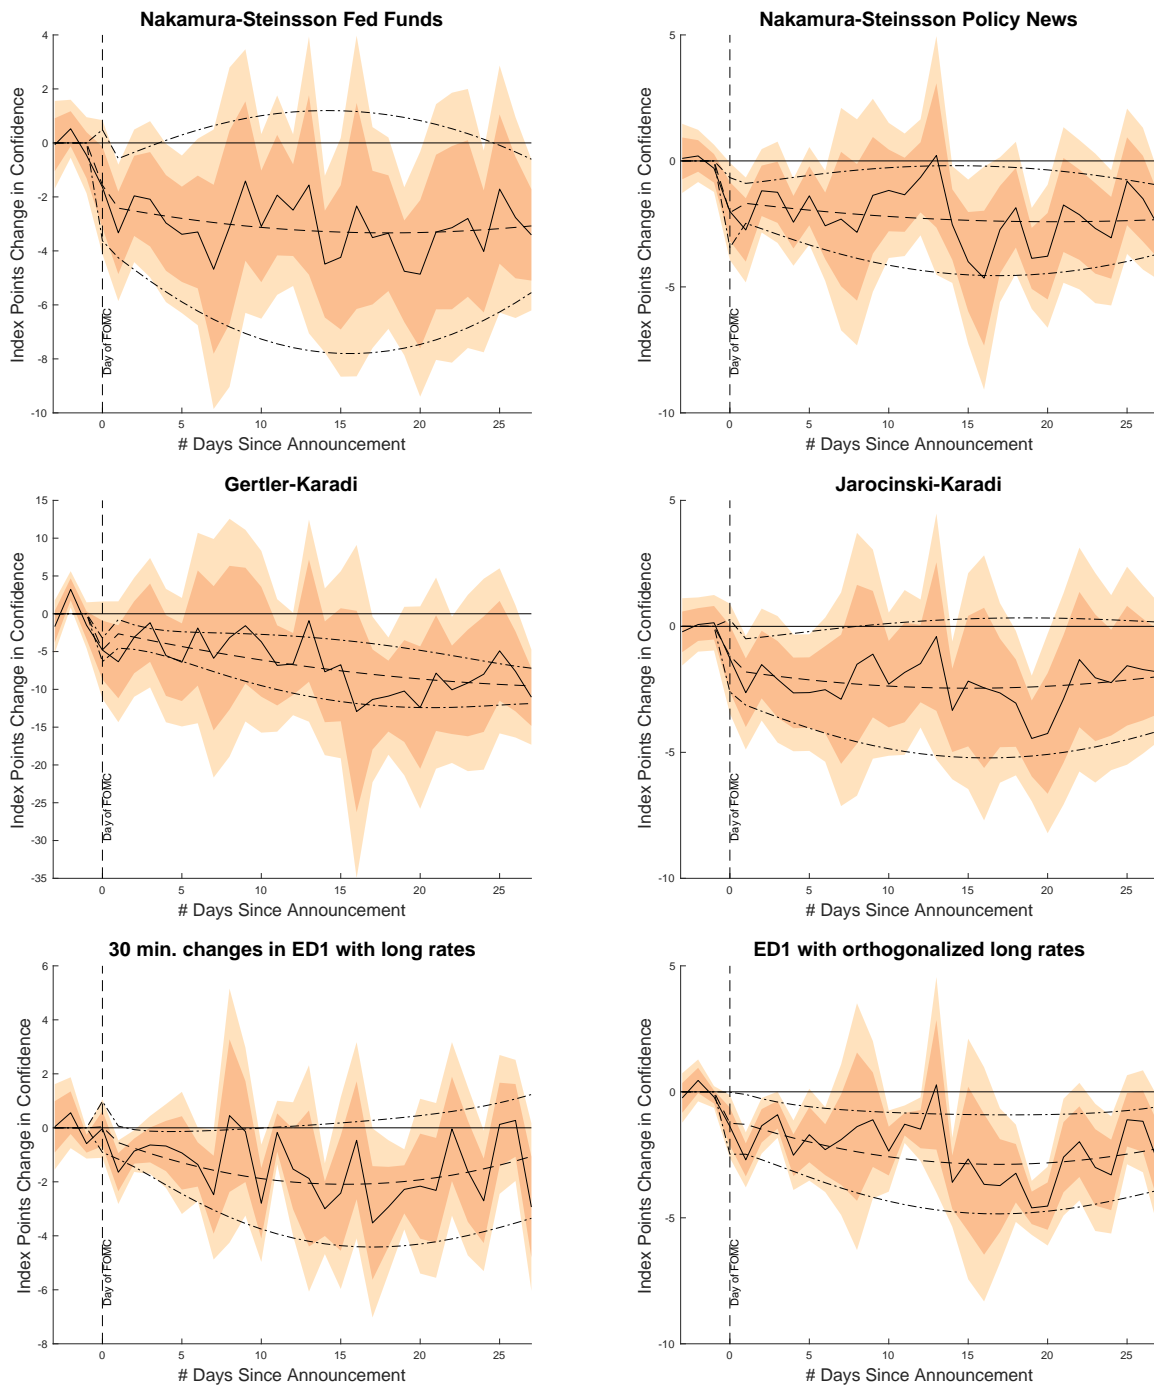 Nakamura-Steinsson Fed Funds
Index Points Change in Confidence
4
2
0
-2
-4
-6
-8
-10
Day of FOMC
0 5 10 15 20 25
# Days Since Announcement
Nakamura-Steinsson Policy News
Index Points Change in Confidence
5
0
-5
-10
Day of FOMC
0 5 10 15 20 25
# Days Since Announcement
Gertler-Karadi
Index Points Change in Confidence
15
10
5
0
-5
-10
-15
-20
-25
-30
-35
Day of FOMC
0 5 10 15 20 25
# Days Since Announcement
Jarocinski-Karadi
Index Points Change in Confidence
5
0
-5
-10
Day of FOMC
0 5 10 15 20 25
# Days Since Announcement
30 min. changes in ED1 with long rates
Index Points Change in Confidence
6
4
2
0
-2
-4
-6
-8
Day of FOMC
0 5 10 15 20 25
# Days Since Announcement
ED1 with orthogonalized long rates
Index Points Change in Confidence
5
0
-5
-10
Day of FOMC
0 5 10 15 20 25
# Days Since Announcement